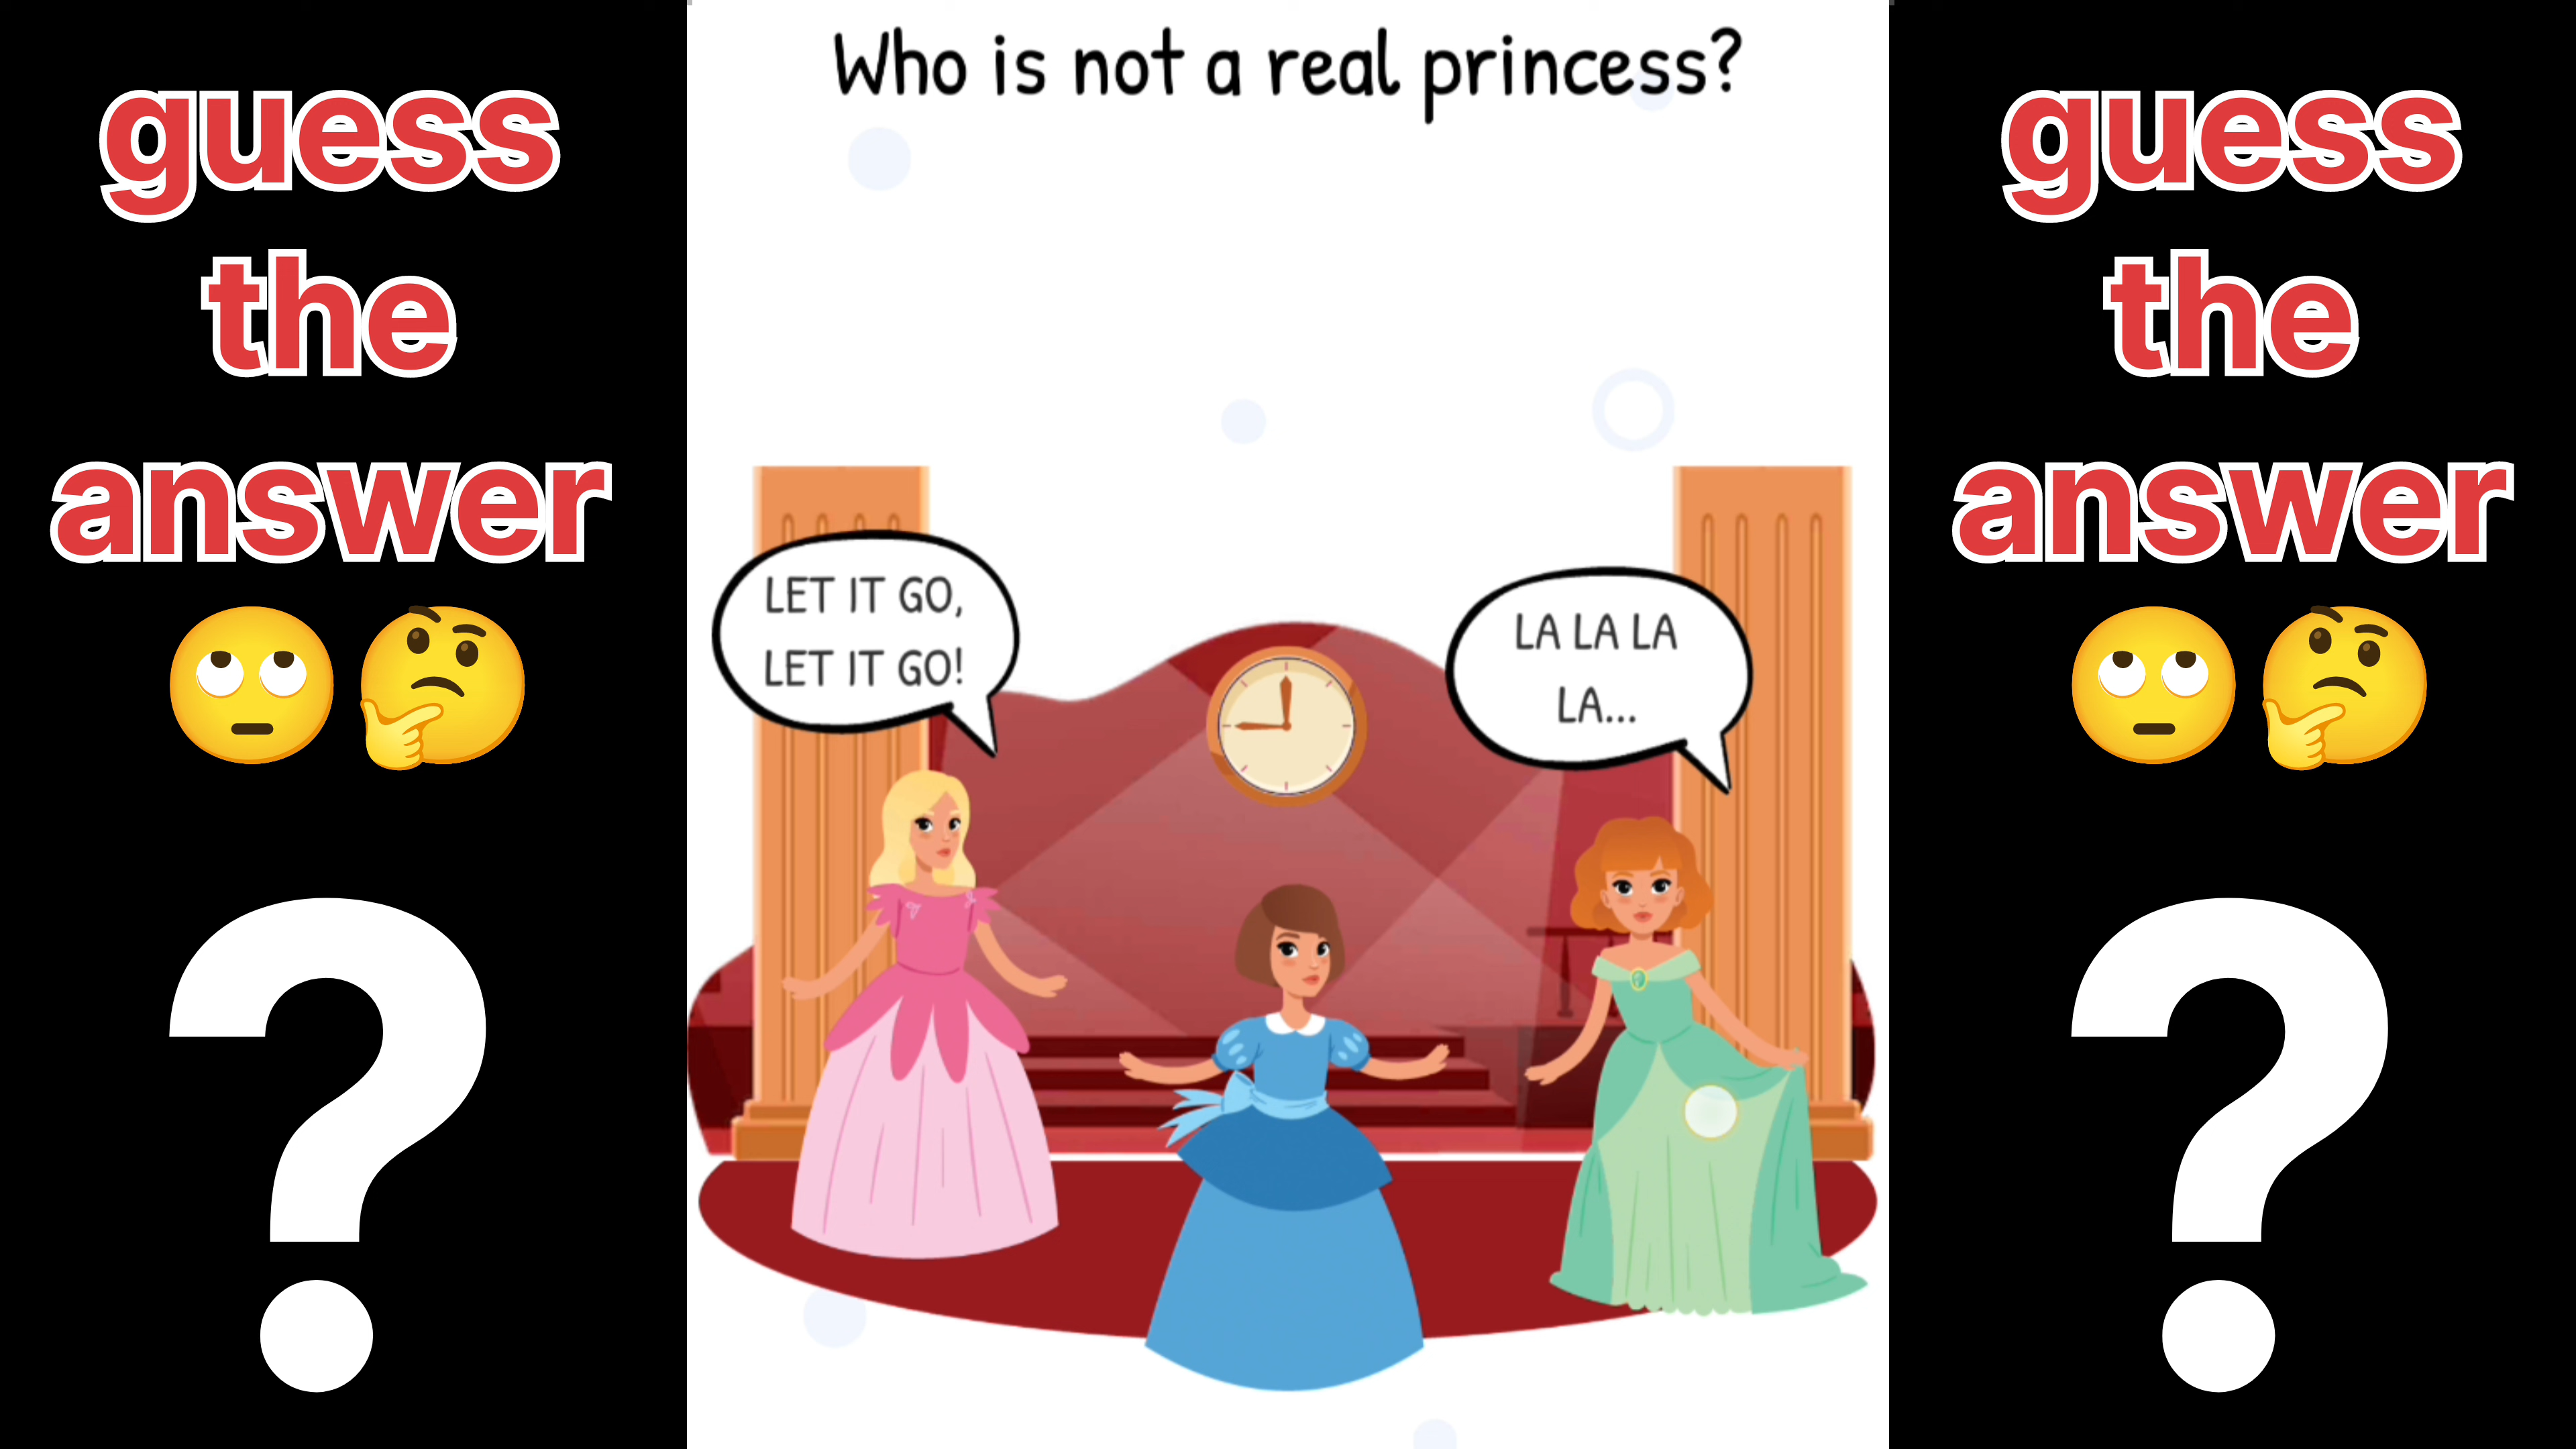 Who is not a real princess?
guess
the
answer
LET IT GO,
LET IT GO!
LA LA LA
LA...
guess
the
answer
?
?